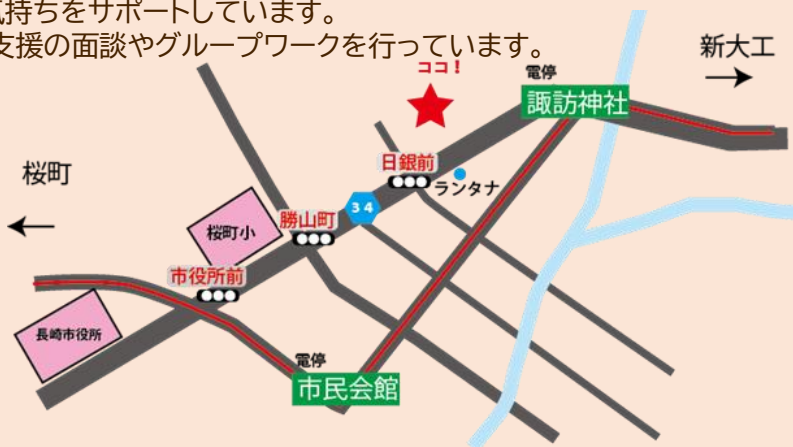 気持ちをサポートしています。
支援の面談やグループワークを行っています。
ココ！
電停
諏訪神社
新大工
→
日銀前
ランタナ
桜町
←
34
勝山町
桜町小
市役所前
長崎市役所
電停
市民会館